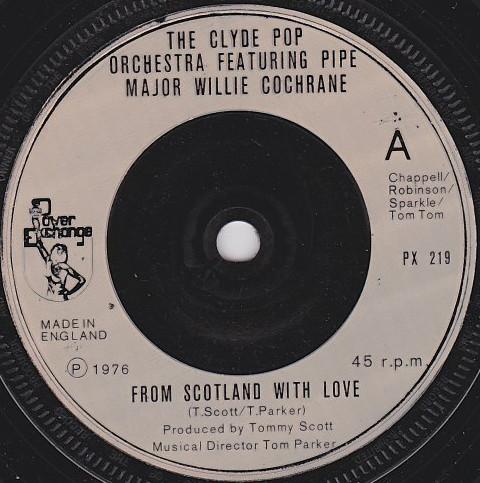 THE CLYDE POP
ORCHESTRA FEATURING PIPE
MAJOR WILLIE COCHRANE
A
Chappell/
Robinson/
Sparkle/
Tom Tom
PX 219
Power
Exchange
MADE IN
ENGLAND
Ⓟ 1976
45 r.p.m.
FROM SCOTLAND WITH LOVE
(T.Scott/T.Parker)
Produced by Tommy Scott
Musical Director Tom Parker